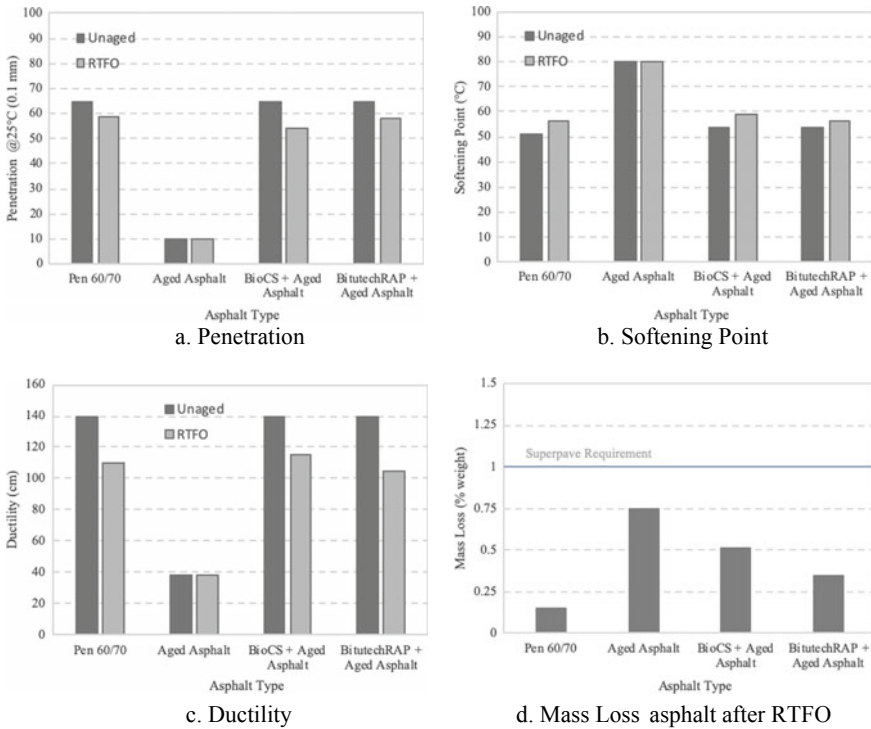 100
90
80
70
60
50
40
30
20
10
0
Penetration @25°C (0.1 mm)
Unaged
RTFO
Pen 60/70
Aged Asphalt
BioCS + Aged
Asphalt
BitutechRAP +
Aged Asphalt
Asphalt Type
a. Penetration
100
90
80
70
60
50
40
30
20
10
0
Softening Point (°C)
Unaged
RTFO
Pen 60/70
Aged Asphalt
BioCS + Aged
Asphalt
BitutechRAP +
Aged Asphalt
Asphalt Type
b. Softening Point
160
140
120
100
80
60
40
20
0
Ductility (cm)
Unaged
RTFO
Pen 60/70
Aged Asphalt
BioCS + Aged
Asphalt
BitutechRAP +
Aged Asphalt
Asphalt Type
c. Ductility
1.5
1.25
1
0.75
0.5
0.25
0
Mass Loss (% weight)
Superpave Requirement
Pen 60/70
Aged Asphalt
BioCS + Aged
Asphalt
BitutechRAP +
Aged Asphalt
Asphalt Type
d. Mass Loss asphalt after RTFO